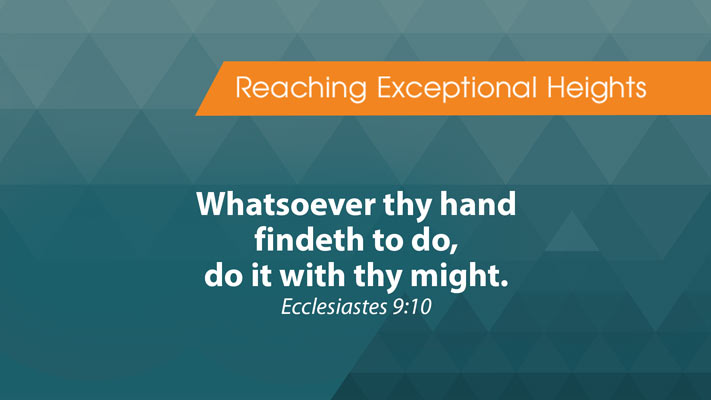 Reaching Exceptional Heights
Whatsoever thy hand
findeth to do,
do it with thy might.
Ecclesiastes 9:10